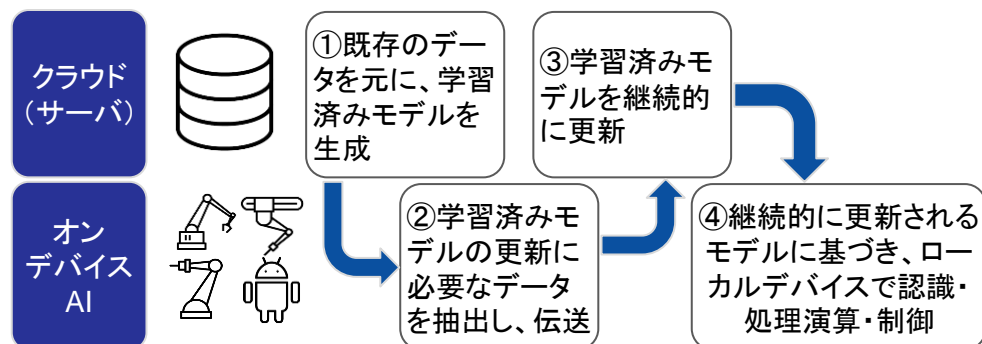 クラウド
(サーバ)
①既存のデー
タを元に、学習
済みモデルを
生成
③学習済みモ
デルを継続的
に更新
オン
デバイス
AI
②学習済みモ
デルの更新に
必要なデータ
を抽出し、伝送
④継続的に更新される
モデルに基づき、ロー
カルデバイスで認識・
処理演算・制御